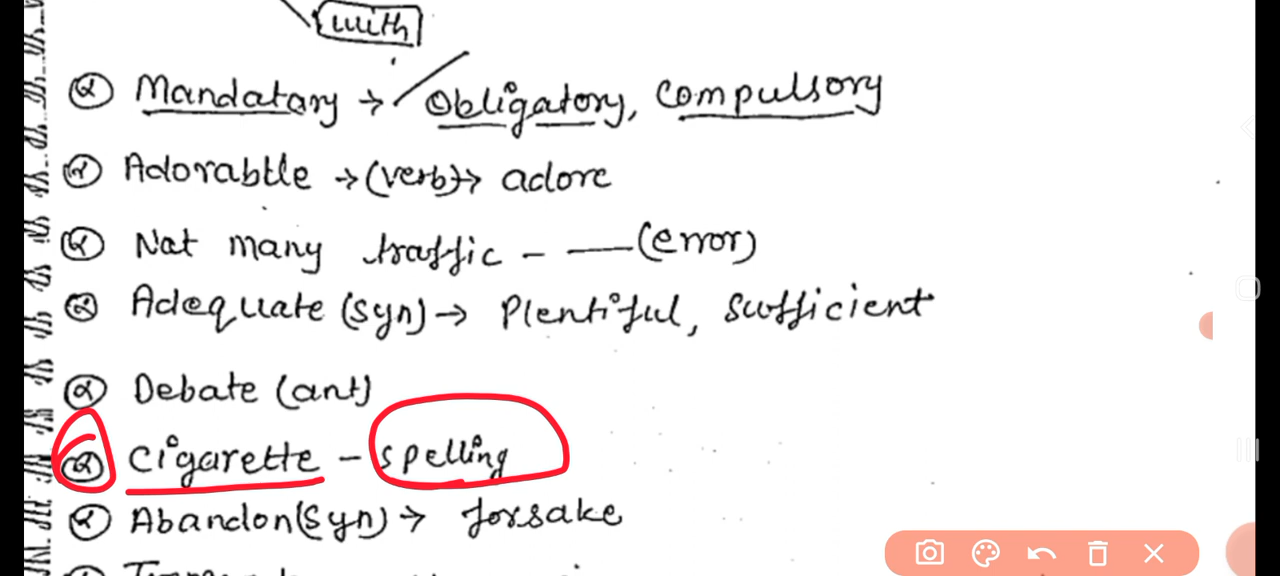 with
Mandatary → Obligatory, Compulsory
Adorabtle → (verb) → adore
Nat many traffic - — (error)
Adequate (syn) → Plentiful, Sufficient
Debate (ant)
Cigarette - spelling
Abandon (syn) → forsake